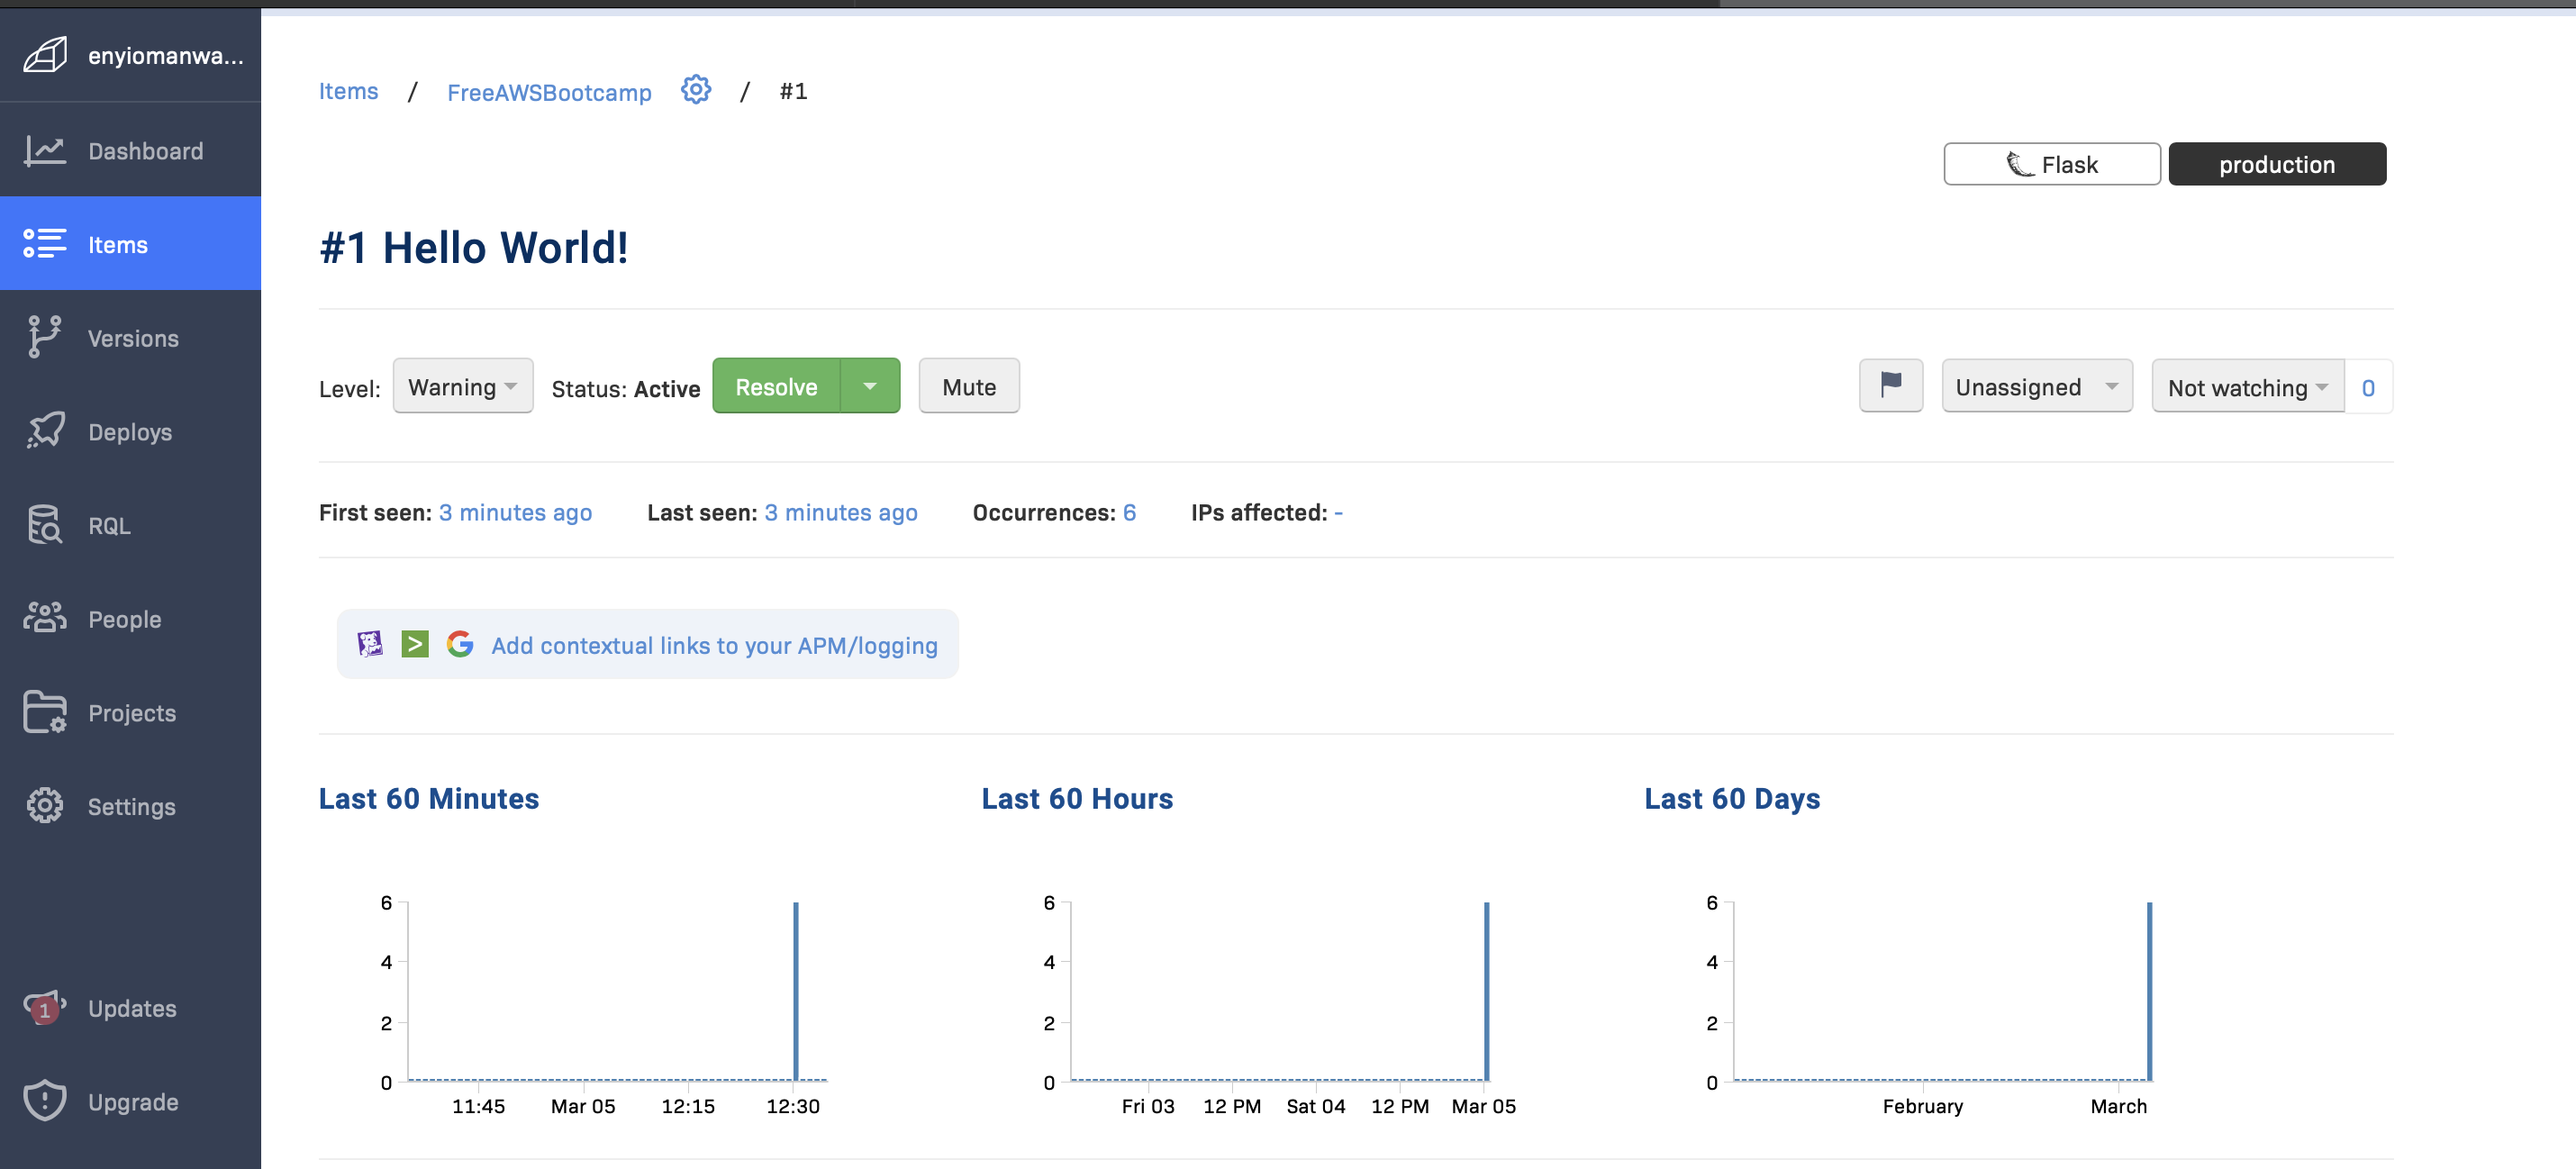 enyiomanwa...
Dashboard
Items
Versions
Deploys
RQL
People
Projects
Settings
1 Updates
Upgrade
Items / FreeAWSBootcamp / #1
Flask production
#1 Hello World!
Level: Warning Status: Active Resolve Mute Unassigned Not watching 0
First seen: 3 minutes ago Last seen: 3 minutes ago Occurrences: 6 IPs affected: -
> G Add contextual links to your APM/logging
Last 60 Minutes
6
4
2
0
11:45 Mar 05 12:15 12:30
Last 60 Hours
6
4
2
0
Fri 03 12 PM Sat 04 12 PM Mar 05
Last 60 Days
6
4
2
0
February March